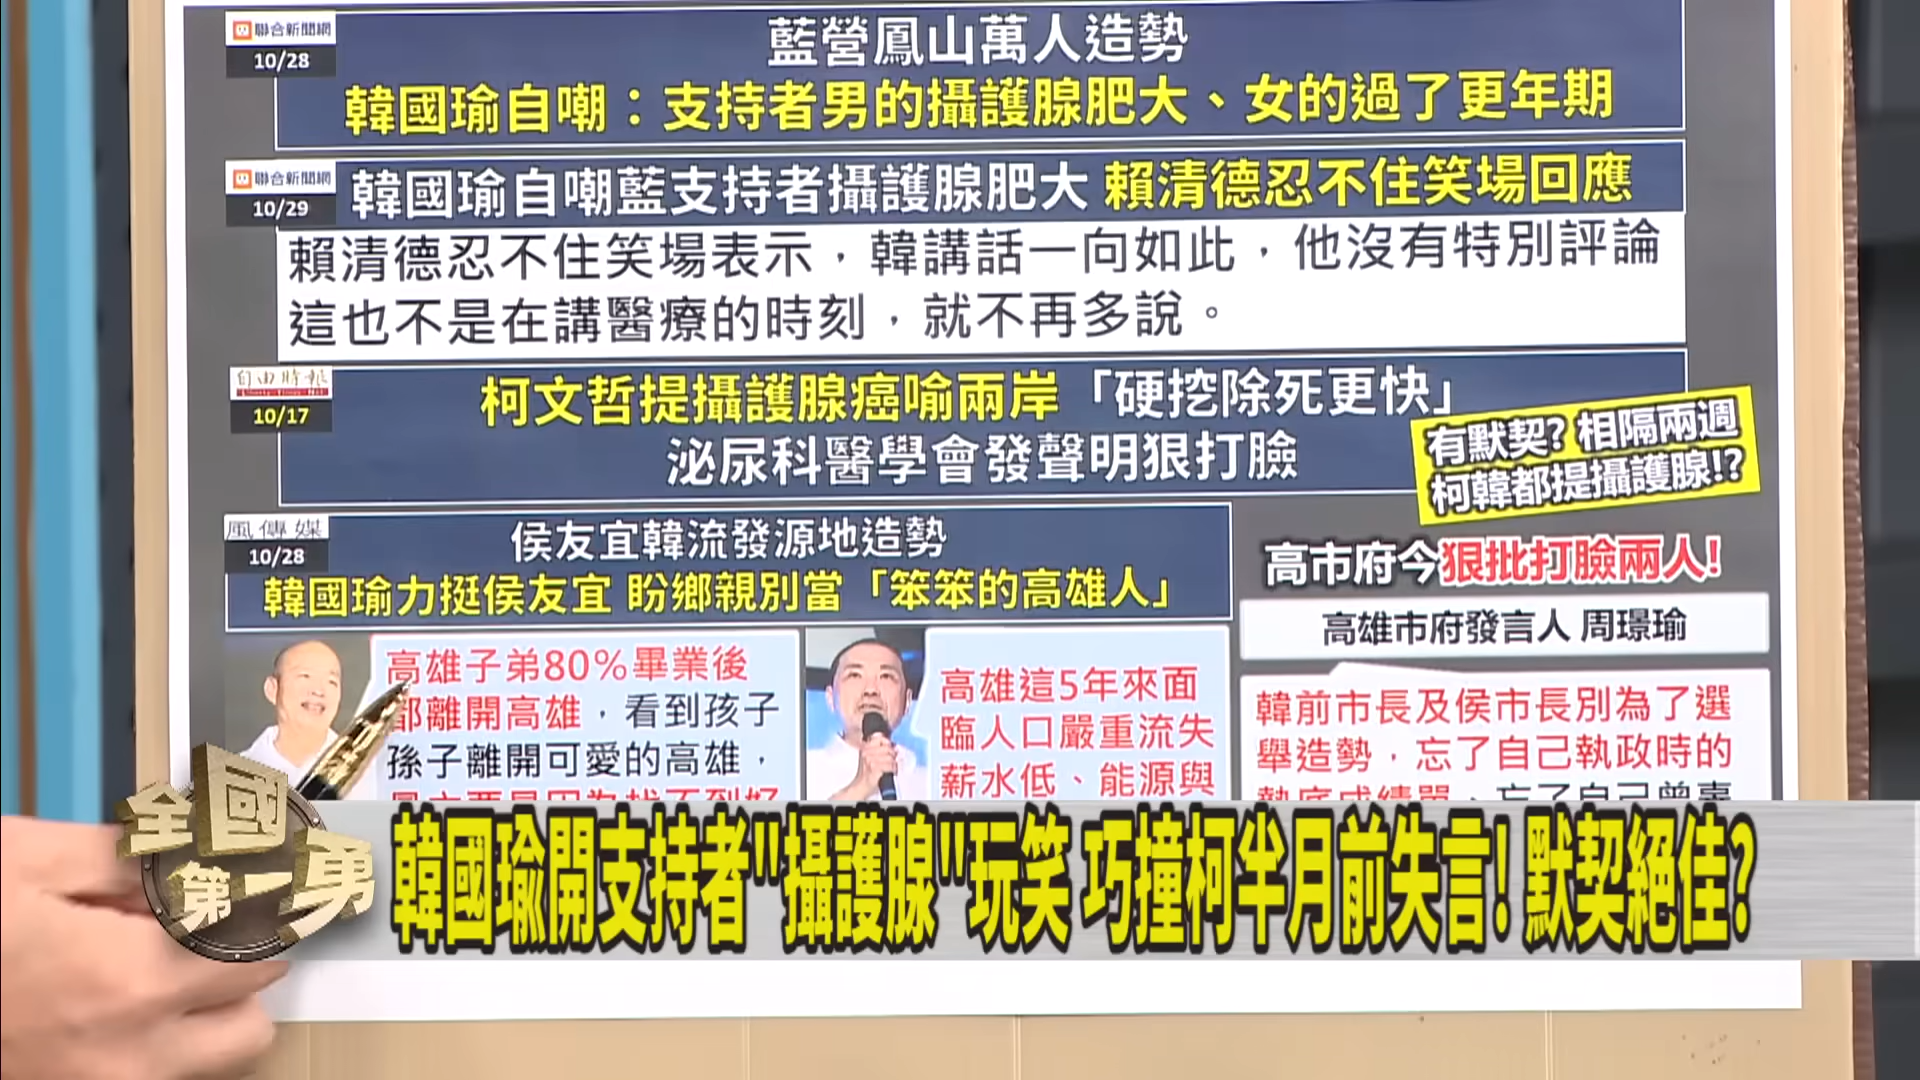 聯合新聞網
10/28
藍營鳳山萬人造勢
韓國瑜自嘲：支持者男的攝護腺肥大、女的過了更年期
聯合新聞網
10/29
韓國瑜自嘲藍支持者攝護腺肥大 賴清德忍不住笑場回應
賴清德忍不住笑場表示，韓講話一向如此，他沒有特別評論
這也不是在講醫療的時刻，就不再多說。
自由時報
10/17
柯文哲提攝護腺癌喻兩岸「硬挖除死更快」
泌尿科醫學會發聲明狠打臉
有默契？相隔兩週
柯韓都提攝護腺!?
風傳媒
10/28
侯友宜韓流發源地造勢
韓國瑜力挺侯友宜 盼鄉親別當「笨笨的高雄人」
高雄子弟80%畢業後
都離開高雄，看到孩子
孫子離開可愛的高雄，
高雄這5年來面
臨人口嚴重流失
薪水低、能源與
高市府今狠批打臉兩人!
高雄市府發言人 周璟瑜
韓前市長及侯市長別為了選
舉造勢，忘了自己執政時的
全國第一勇
韓國瑜開支持者"攝護腺"玩笑 巧撞柯半月前失言! 默契絕佳?